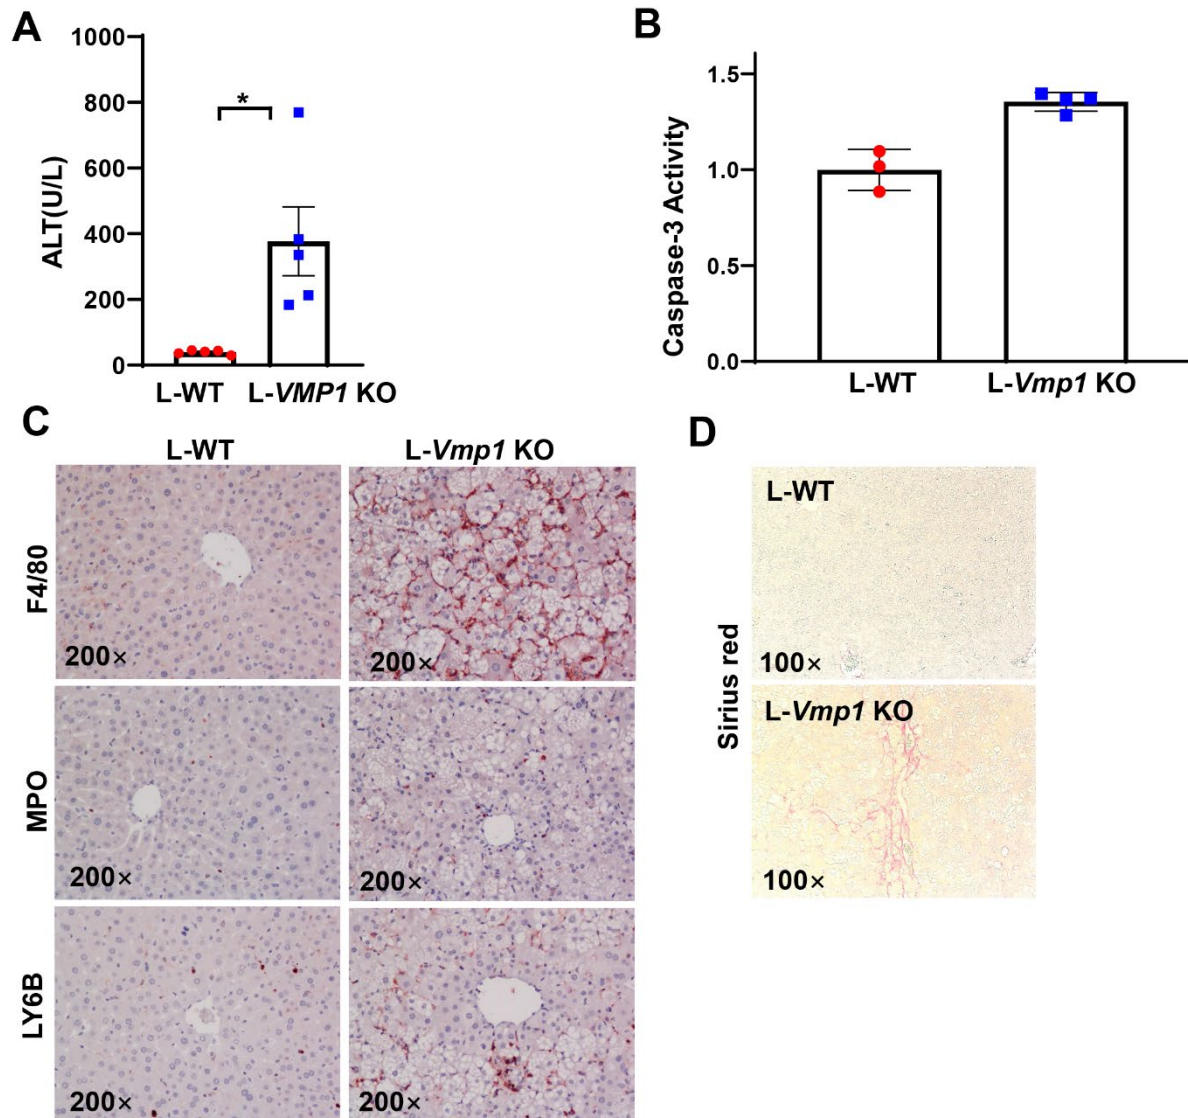 A
ALT(U/L)
1000
800
600
400
200
0
*
L-WT L-VMP1 KO
B
Caspase-3 Activity
1.5
1.0
0.5
0.0
L-WT L-Vmp1 KO
C
L-WT L-Vmp1 KO
F4/80
200×
200×
MPO
200×
200×
LY6B
200×
200×
D
Sirius red
L-WT
100×
L-Vmp1 KO
100×